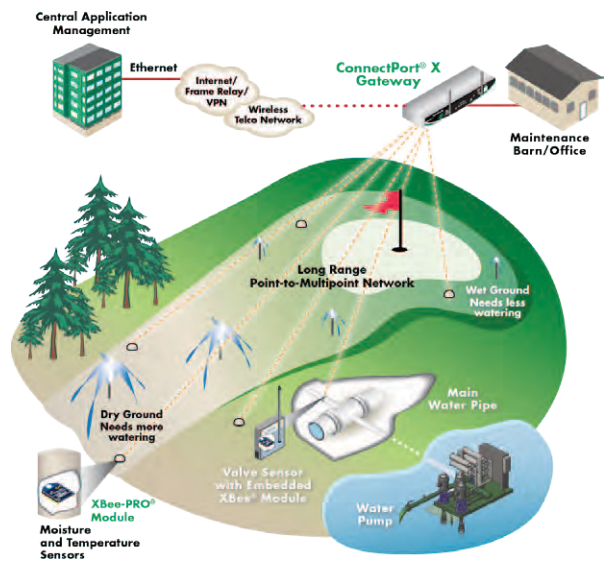 Central Application
Management
Ethernet
Internet/
Frame Relay/
VPN
Wireless
Telco Network
ConnectPort® X
Gateway
Maintenance
Barn/Office
Long Range
Point-to-Multipoint Network
Wet Ground
Needs less
watering
Dry Ground
Needs more
watering
Main
Water Pipe
Valve Sensor
with Embedded
XBee® Module
Water
Pump
XBee-PRO®
Module
Moisture
and Temperature
Sensors